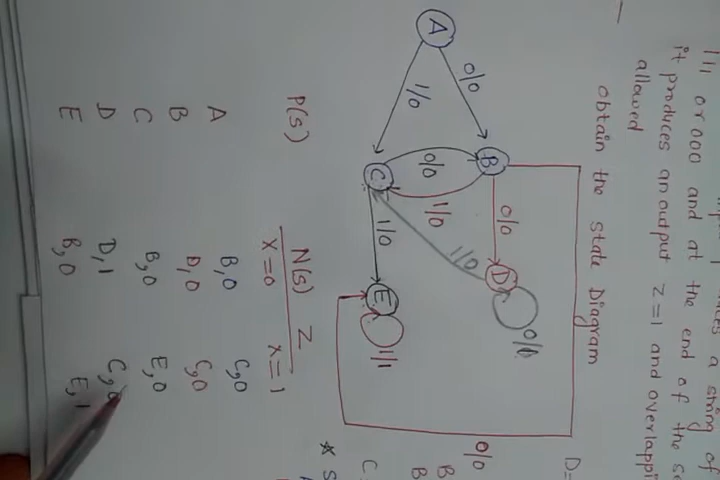 a string of
111 or 000 and at the end of the
it produces an output Z=1 and
allowed
obtain the state Diagram
D=
0/0
B 0/0 D
0/0
A 0/0
1/0
1/0
0/0
1/0
C 1/0 E 1/1
P(S) N(S) Z
X=0 X=1
A B,0 C,0
B D,0 C,0
C B,0 E,0
D D,1 C,0
E B,0 E,1